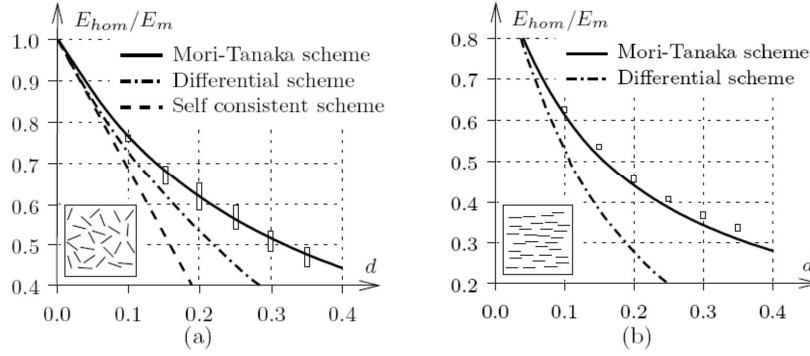 E_hom/E_m
1.0
0.9
0.8
0.7
0.6
0.5
0.4
Mori-Tanaka scheme
Differential scheme
Self consistent scheme
d
0.0 0.1 0.2 0.3 0.4
(a)
E_hom/E_m
0.8
0.7
0.6
0.5
0.4
0.3
0.2
Mori-Tanaka scheme
Differential scheme
d
0.0 0.1 0.2 0.3 0.4
(b)